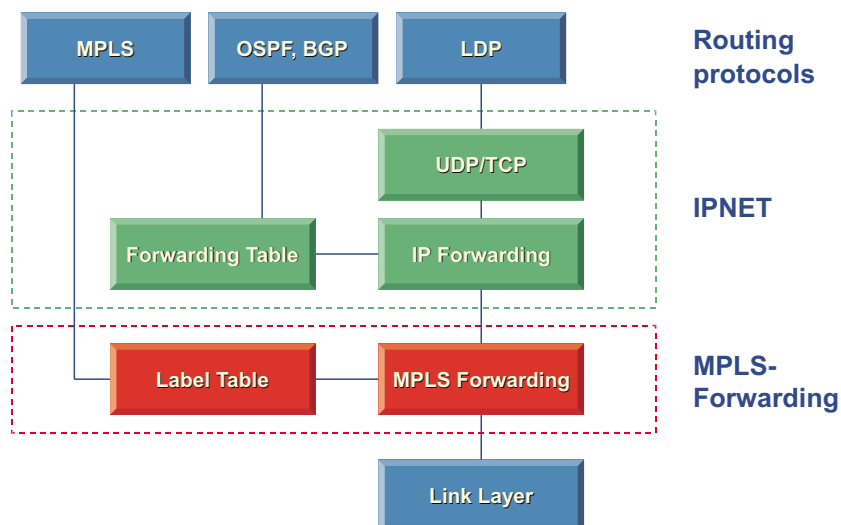 MPLS
OSPF, BGP
LDP
Routing
protocols
UDP/TCP
IPNET
Forwarding Table
IP Forwarding
Label Table
MPLS Forwarding
MPLS-
Forwarding
Link Layer